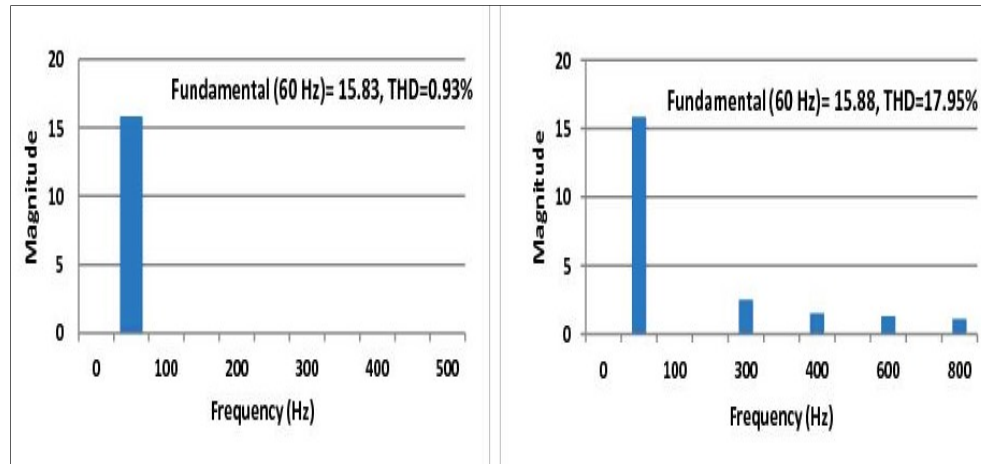 20
Fundamental (60 Hz)= 15.83, THD=0.93%
15
10
5
0
Magnitude
0 100 200 300 400 500
Frequency (Hz)
20
Fundamental (60 Hz)= 15.88, THD=17.95%
15
10
5
0
Magnitude
0 100 300 400 600 800
Frequency (Hz)